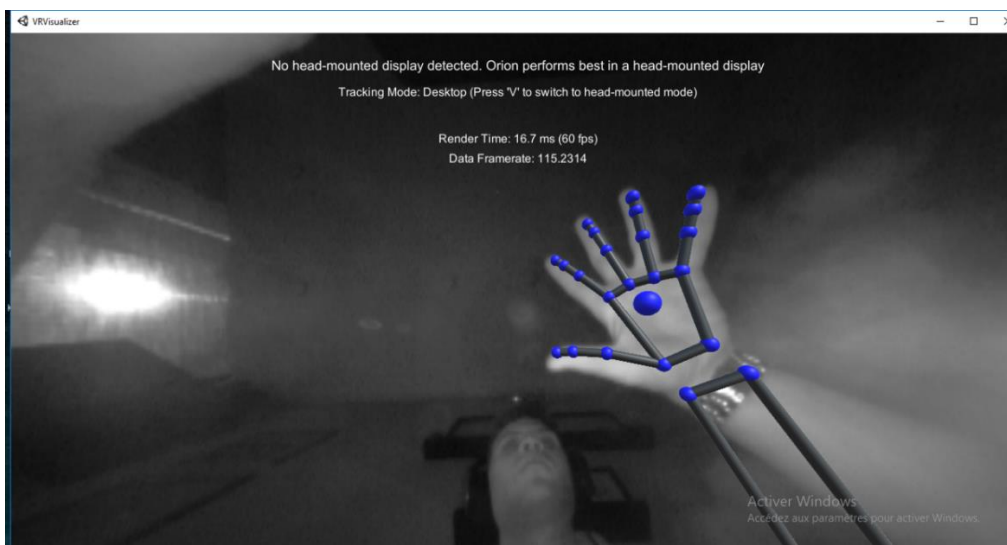 VRVisualizer
No head-mounted display detected. Orion performs best in a head-mounted display
Tracking Mode: Desktop (Press 'V' to switch to head-mounted mode)
Render Time: 16.7 ms (60 fps)
Data Framerate: 115.2314
Activer Windows
Accédez aux paramètres pour activer Windows.